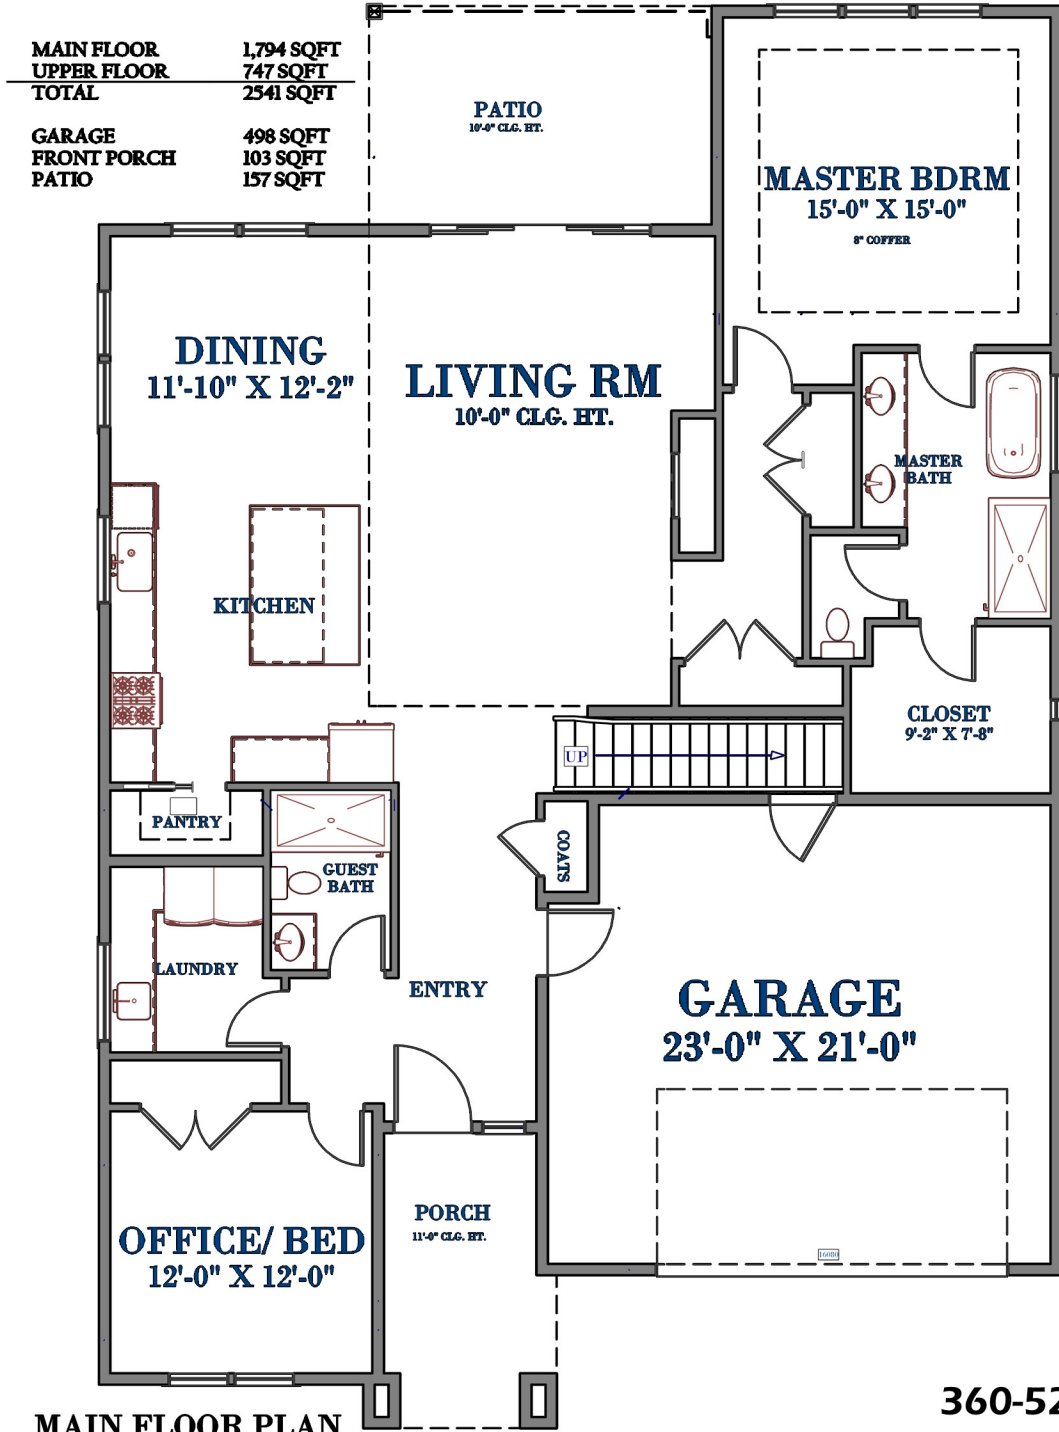 MAIN FLOOR 1,794 SQFT
UPPER FLOOR 747 SQFT
TOTAL 2541 SQFT
GARAGE 498 SQFT
FRONT PORCH 103 SQFT
PATIO 157 SQFT
PATIO
10'-0" CLG. HT.
MASTER BDRM
15'-0" X 15'-0"
8" COFFER
DINING
11'-10" X 12'-2"
LIVING RM
10'-0" CLG. HT.
MASTER
BATH
KITCHEN
CLOSET
9'-2" X 7'-8"
UP
PANTRY
COATS
GUEST
BATH
LAUNDRY
ENTRY
GARAGE
23'-0" X 21'-0"
PORCH
11'-0" CLG. HT.
OFFICE/ BED
12'-0" X 12'-0"
16080
360-52
MAIN FLOOR PLAN